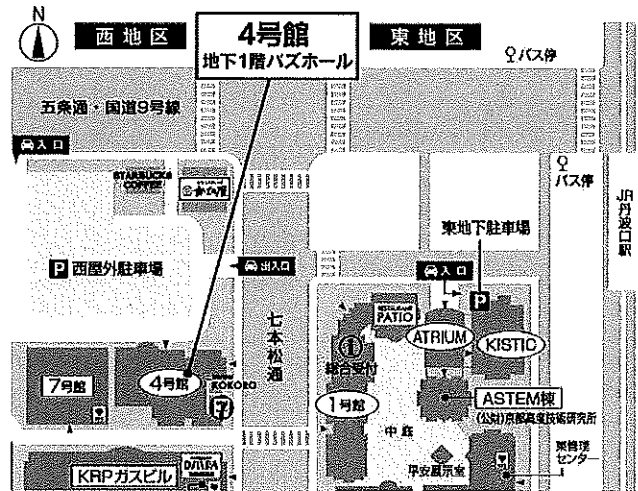 N
西地区
4号館
地下1階バズホール
東地区
バス停
五条通・国道9号線
入口
バス停
STARBUCKS
COFFEE
JR丹波口駅
東地下駐車場
P 西屋外駐車場
出入口
入口
P
七本松通
PATIO
ATRIUM
KISTIC
総合受付
7号館
4号館
KOKORO
1号館
ASTEM棟
(公財)京都高度技術研究所
中庭
KRPガスビル
平安展示室
センター